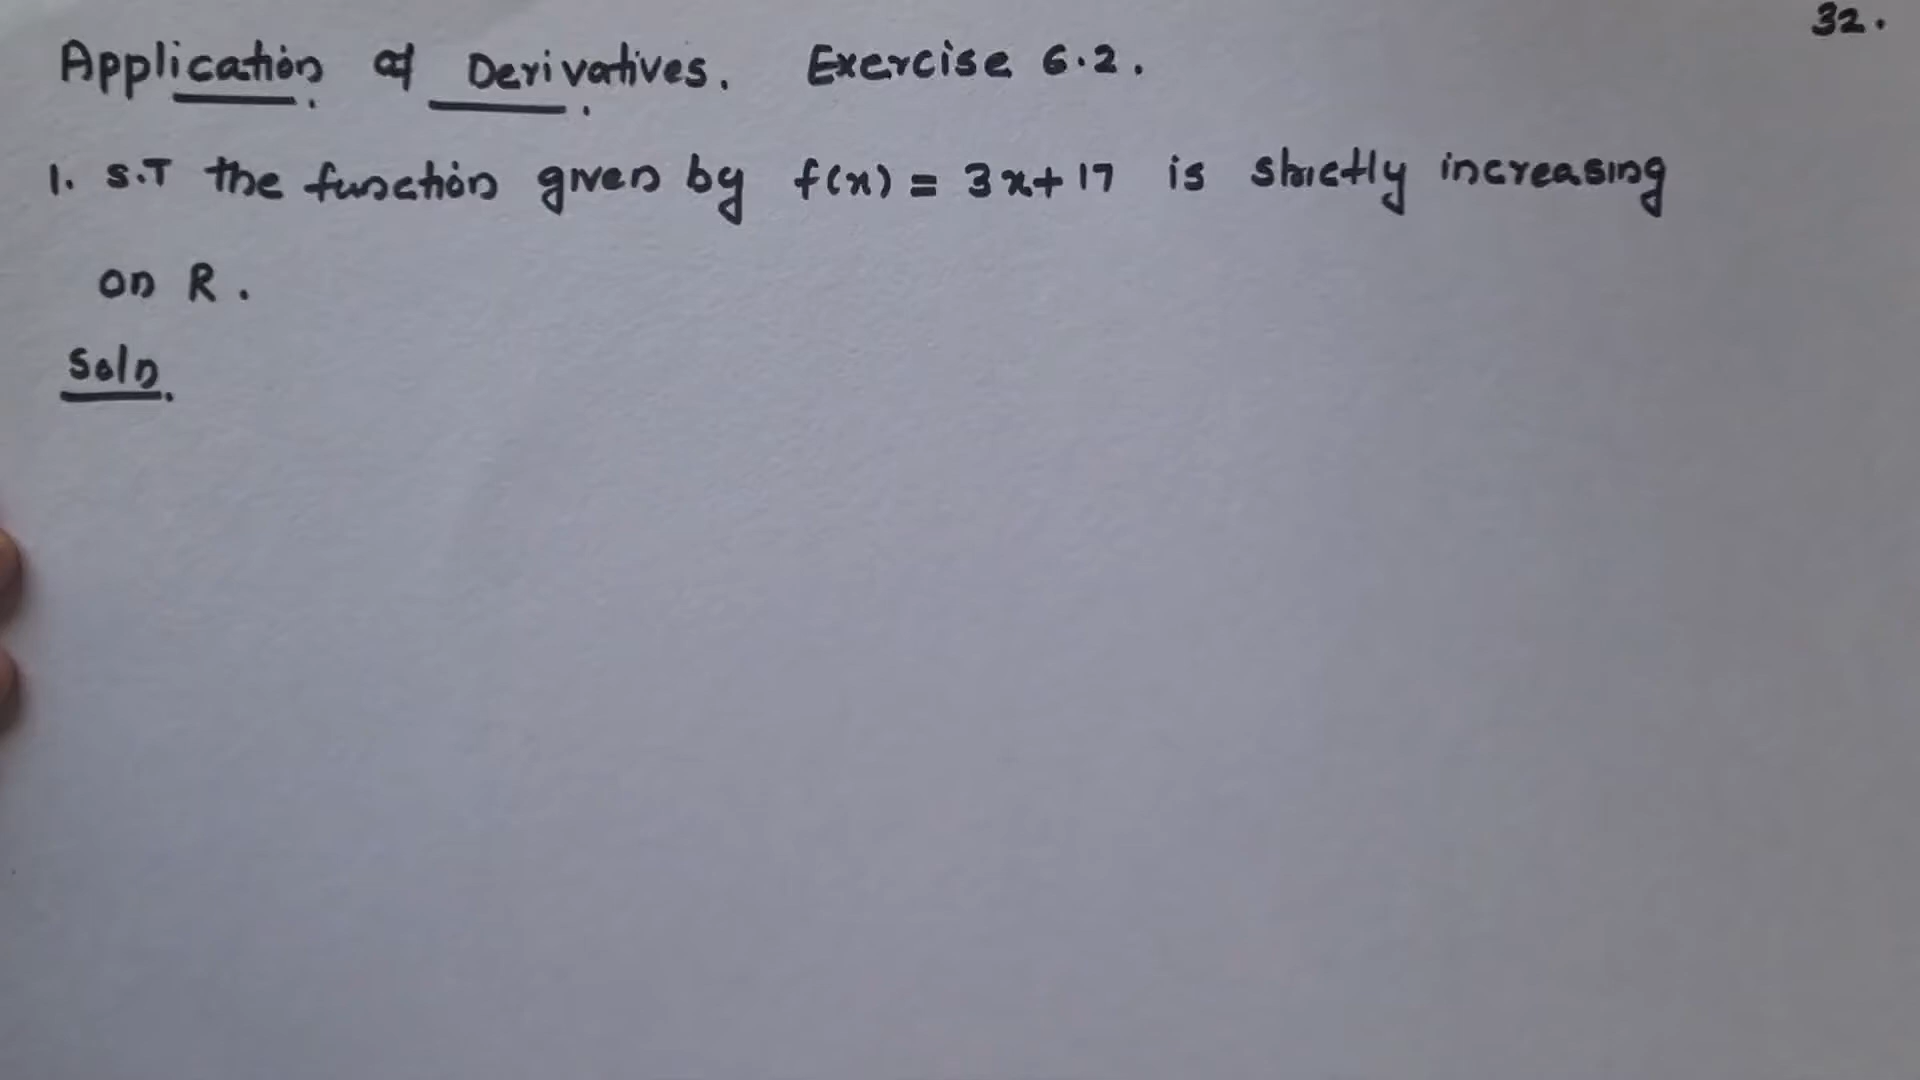 32.
Application of Derivatives. Exercise 6.2.
1. S.T the function given by f(x) = 3x+17 is strictly increasing
on R.
Soln.